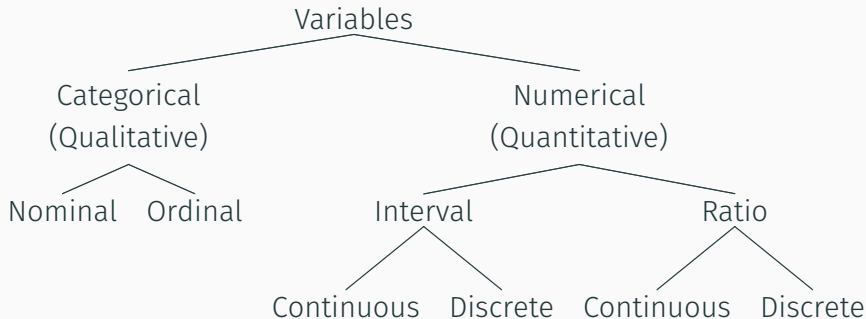 Variables
Categorical
(Qualitative)
Numerical
(Quantitative)
Nominal Ordinal
Interval
Ratio
Continuous Discrete Continuous Discrete